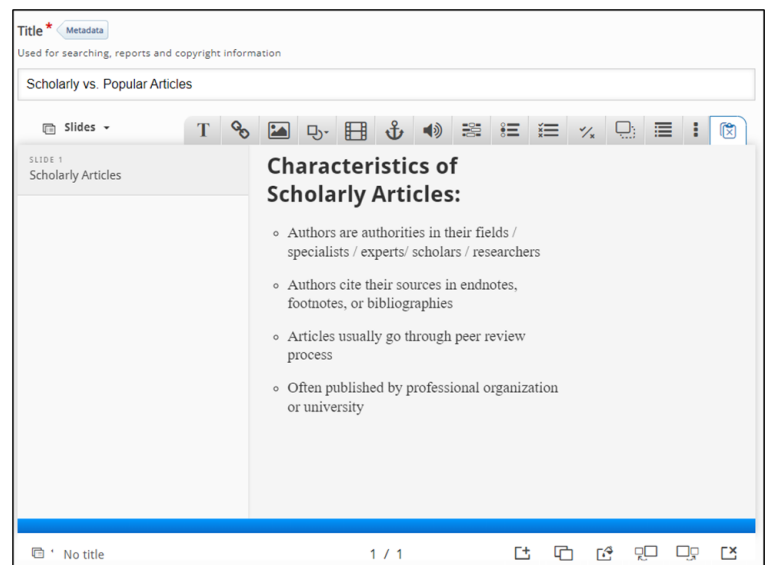 Title * Metadata
Used for searching, reports and copyright information
Scholarly vs. Popular Articles
Slides
T
SLIDE 1
Scholarly Articles
Characteristics of
Scholarly Articles:
Authors are authorities in their fields /
specialists / experts/ scholars / researchers
Authors cite their sources in endnotes,
footnotes, or bibliographies
Articles usually go through peer review
process
Often published by professional organization
or university
No title
1 / 1